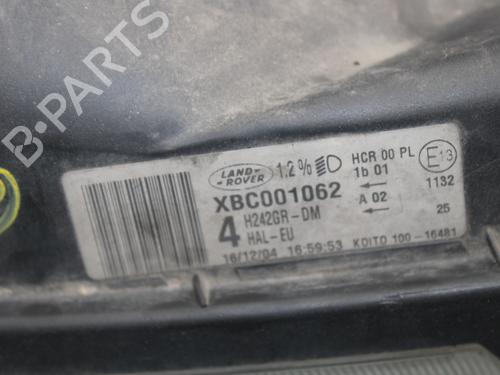 B-PARTS
LAND ROVER 1.2% HCR 00 PL E13
1b 01
XBC001062 1132
A 02
4 H242GR-DM 25
HAL-EU
16/12/04 16:59:53 KOITO 100-16481